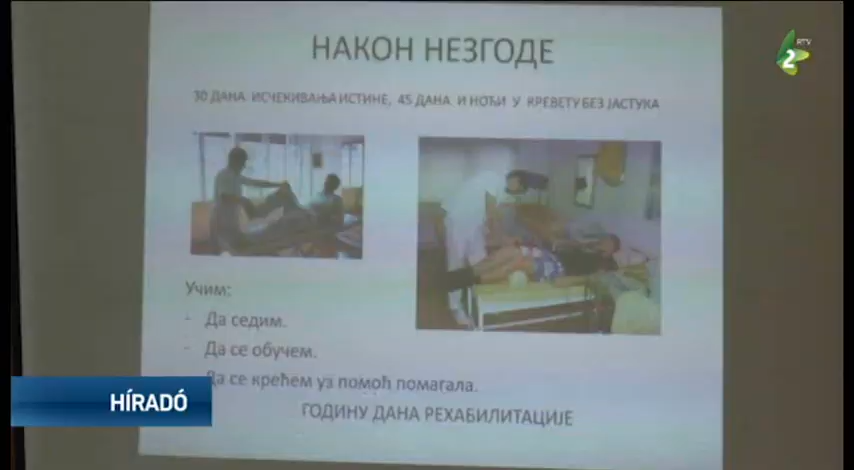 RTV
2
НАКОН НЕЗГОДЕ
30 ДАНА ИСЧЕКИВАЊА ИСТИНЕ, 45 ДАНА И НОЋИ У КРЕВЕТУ БЕЗ ЈАСТУКА
Учим:
- Да седим.
- Да се обучем.
Да се крећем уз помоћ помагала.
HÍRADÓ
ГОДИНУ ДАНА РЕХАБИЛИТАЦИЈЕ